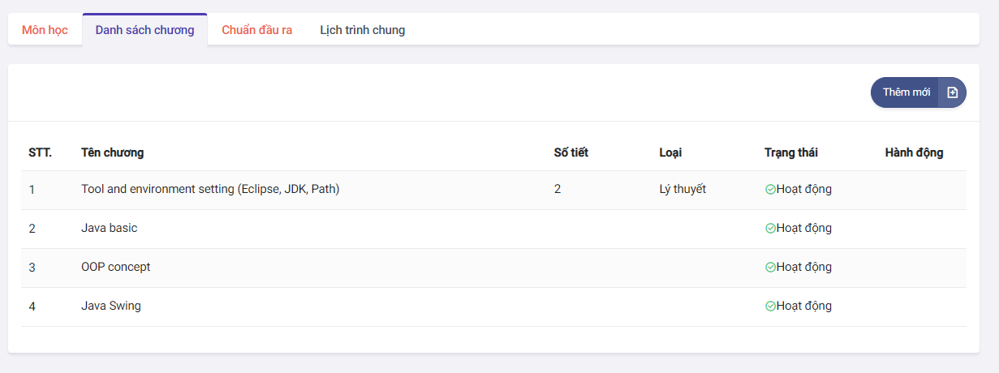 Môn học Danh sách chương Chuẩn đầu ra Lịch trình chung
Thêm mới
STT. Tên chương Số tiết Loại Trạng thái Hành động
1 Tool and environment setting (Eclipse, JDK, Path) 2 Lý thuyết Hoạt động
2 Java basic Hoạt động
3 OOP concept Hoạt động
4 Java Swing Hoạt động